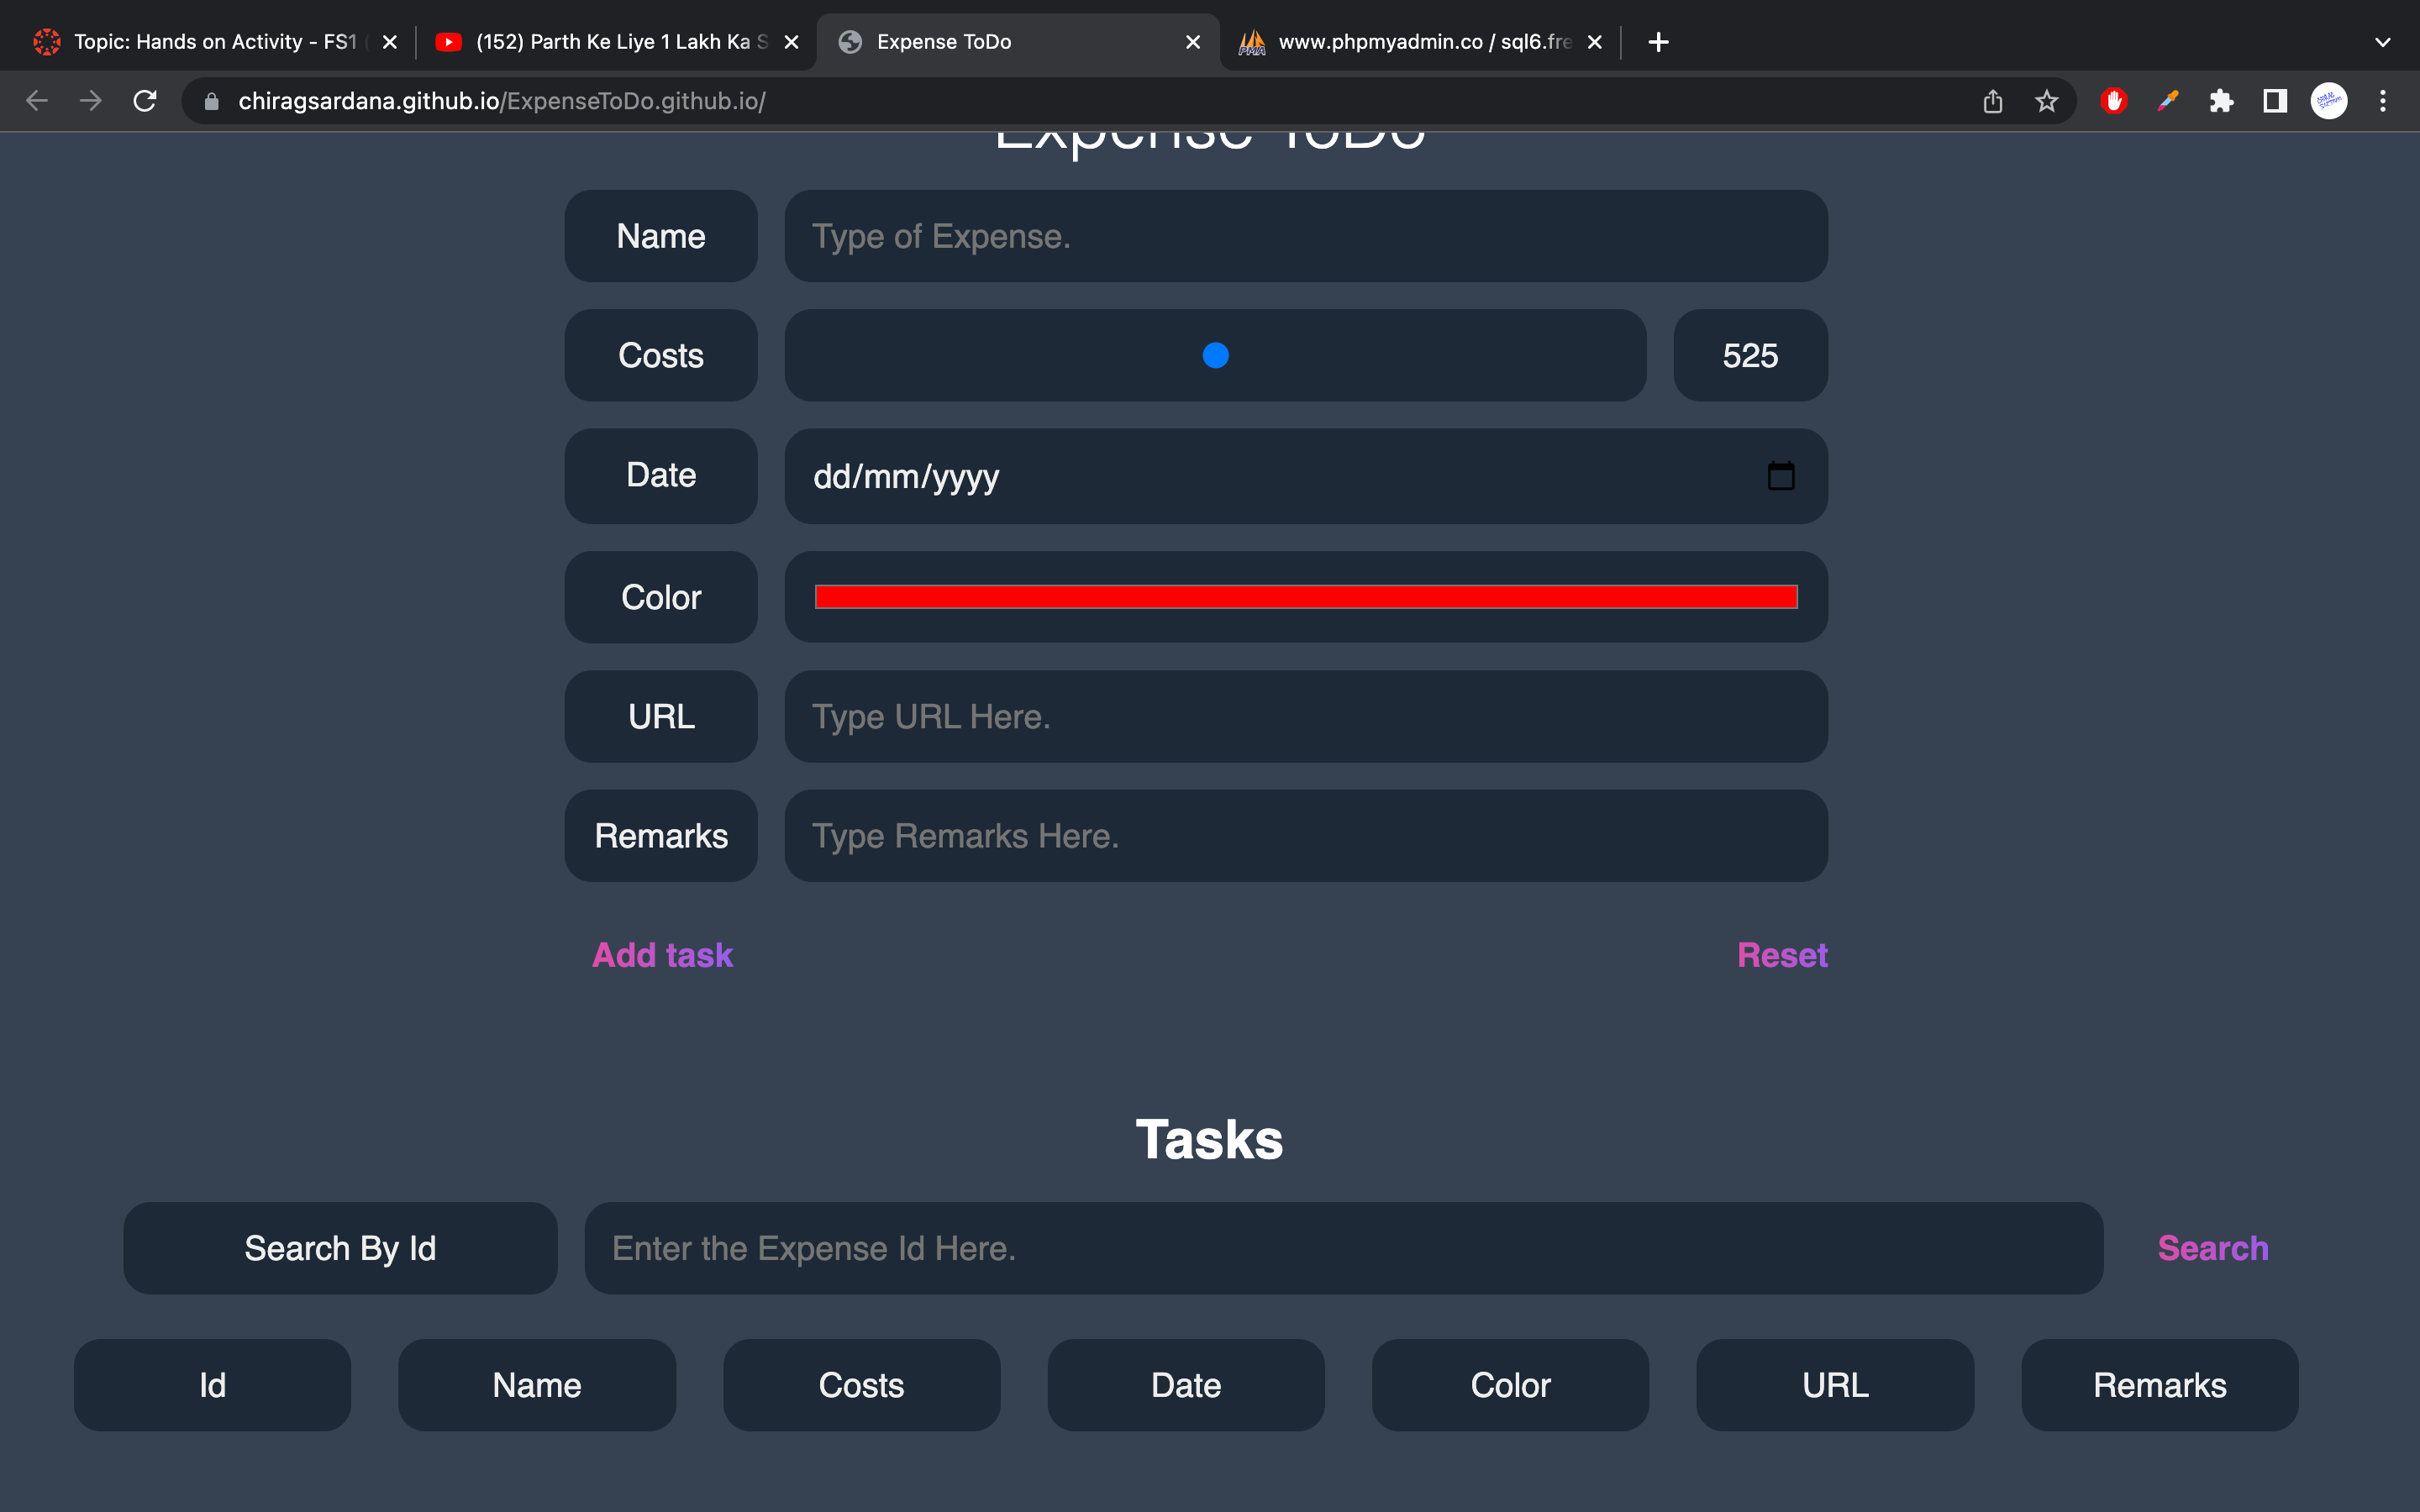 Topic: Hands on Activity - FS1
(152) Parth Ke Liye 1 Lakh Ka S
Expense ToDo
www.phpmyadmin.co / sql6.fre
chiragsardana.github.io/ExpenseToDo.github.io/
Expense ToDo
Name
Type of Expense.
Costs
525
Date
dd/mm/yyyy
Color
URL
Type URL Here.
Remarks
Type Remarks Here.
Add task
Reset
Tasks
Search By Id
Enter the Expense Id Here.
Search
Id
Name
Costs
Date
Color
URL
Remarks